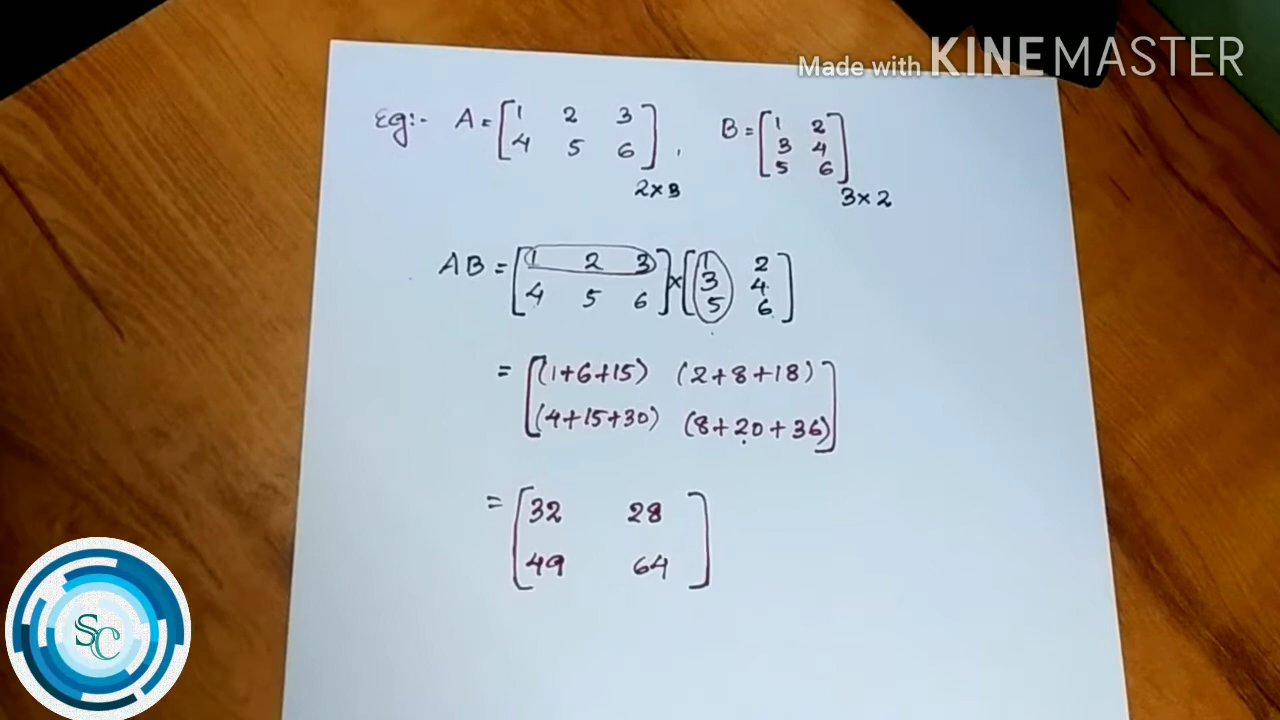 Made with KINEMASTER
Eg:- A = [1 2 3
4 5 6] , B = [1 2
3 4
5 6]
2×3 3×2
AB = [1 2 3
4 5 6] × [1 2
3 4
5 6]
= [(1+6+15) (2+8+18)
(4+15+30) (8+20+36)]
= [32 28
49 64]
SC